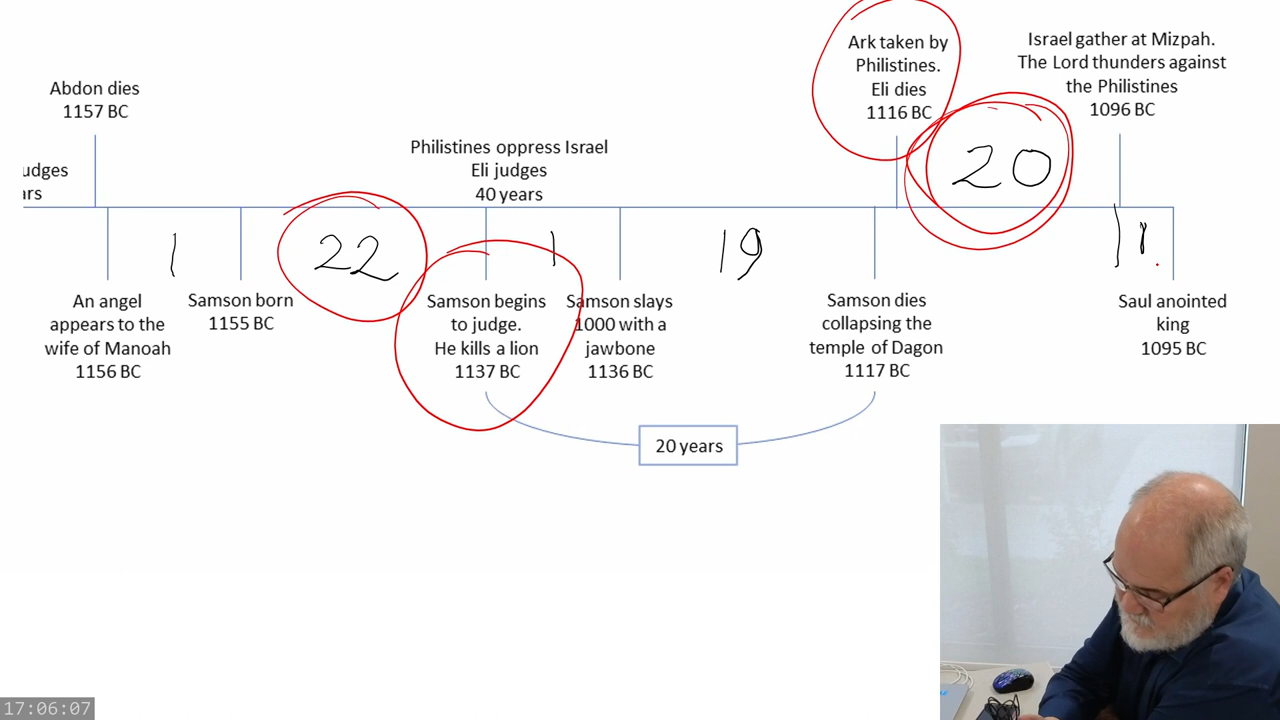 Abdon dies
1157 BC
udges
ars
Philistines oppress Israel
Eli judges
40 years
Ark taken by
Philistines.
Eli dies
1116 BC
Israel gather at Mizpah.
The Lord thunders against
the Philistines
1096 BC
20
1
22
1
19
An angel
appears to the
wife of Manoah
1156 BC
Samson born
1155 BC
Samson begins
to judge.
He kills a lion
1137 BC
Samson slays
1000 with a
jawbone
1136 BC
Samson dies
collapsing the
temple of Dagon
1117 BC
Saul anointed
king
1095 BC
20 years
17:06:07